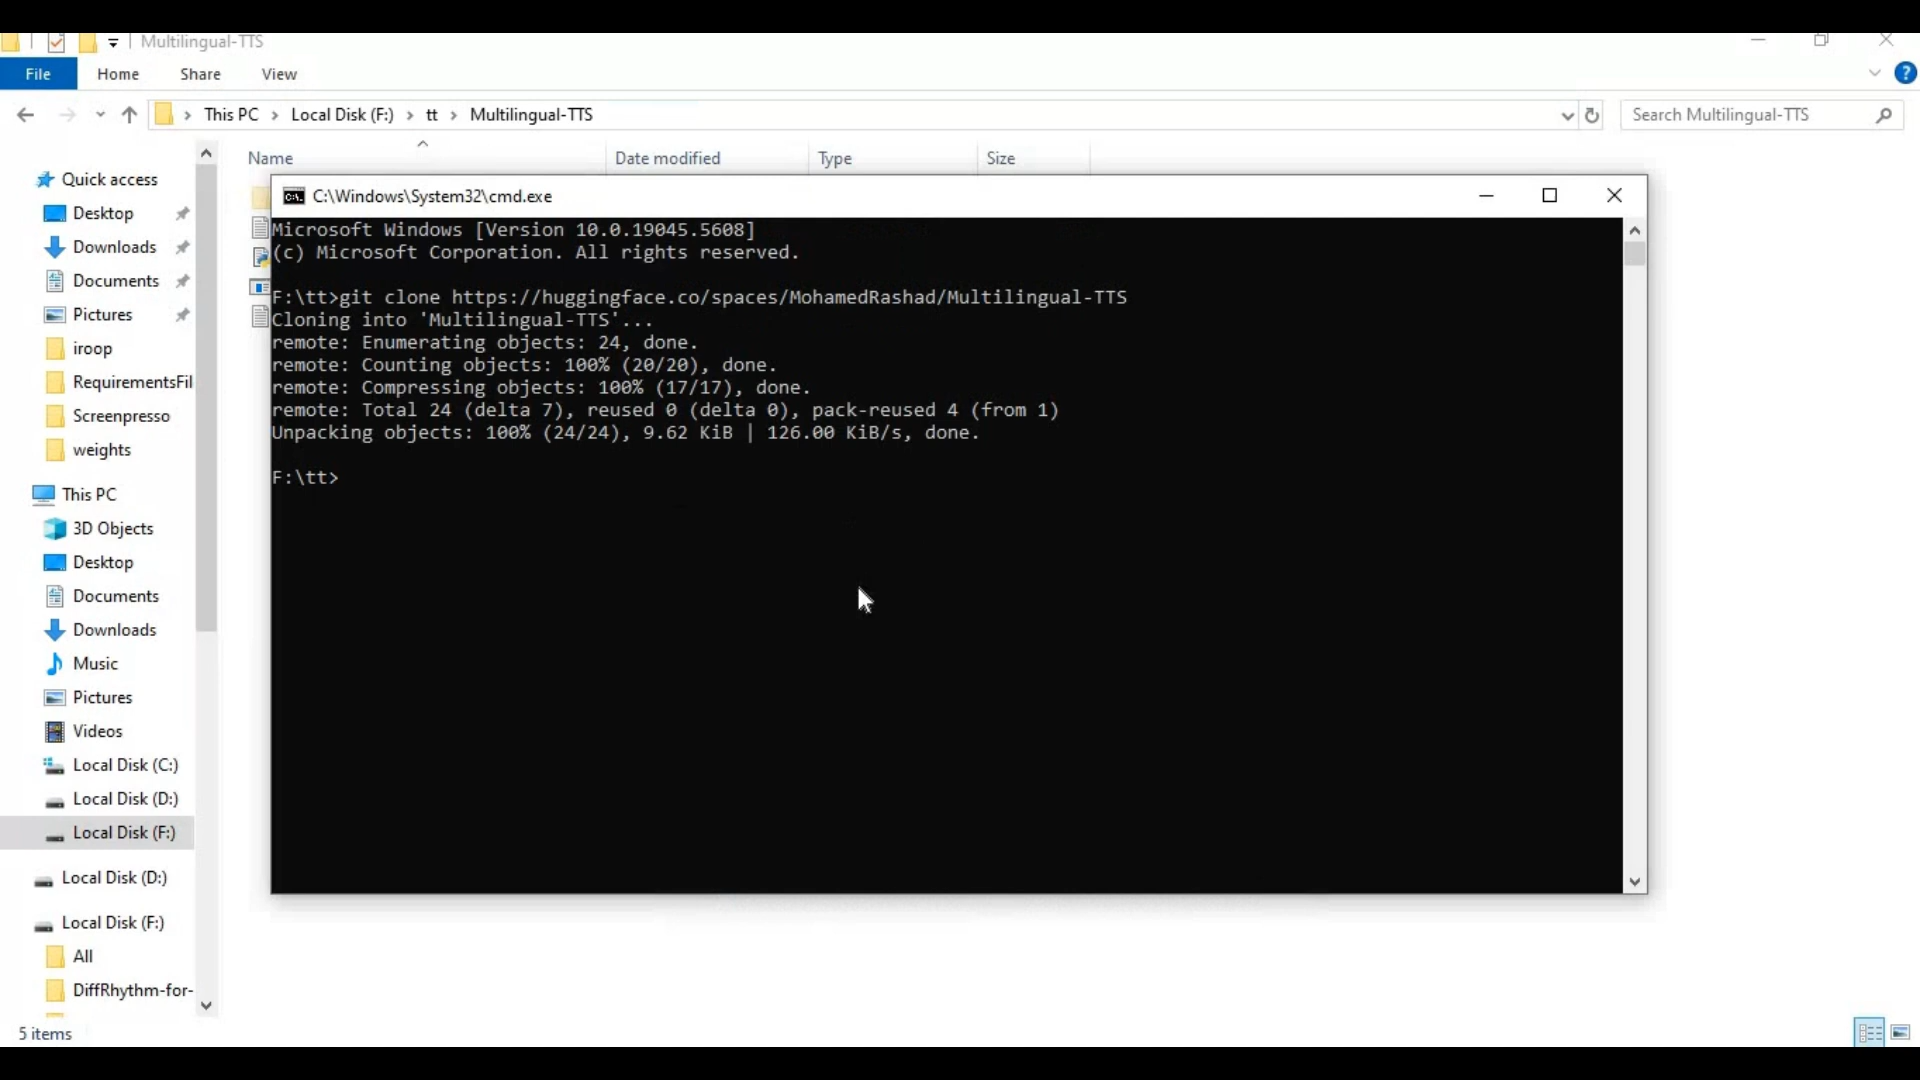 Multilingual-TTS
File Home Share View
This PC > Local Disk (F:) > tt > Multilingual-TTS
Search Multilingual-TTS
Name Date modified Type Size
Quick access
Desktop
Downloads
Documents
Pictures
iroop
RequirementsFil
Screenpresso
weights
This PC
3D Objects
Desktop
Documents
Downloads
Music
Pictures
Videos
Local Disk (C:)
Local Disk (D:)
Local Disk (F:)
Local Disk (D:)
Local Disk (F:)
All
DiffRhythm-for-
5 items
C:\Windows\System32\cmd.exe
Microsoft Windows [Version 10.0.19045.5608]
(c) Microsoft Corporation. All rights reserved.
F:\tt>git clone https://huggingface.co/spaces/MohamedRashad/Multilingual-TTS
Cloning into 'Multilingual-TTS'...
remote: Enumerating objects: 24, done.
remote: Counting objects: 100% (20/20), done.
remote: Compressing objects: 100% (17/17), done.
remote: Total 24 (delta 7), reused 0 (delta 0), pack-reused 4 (from 1)
Unpacking objects: 100% (24/24), 9.62 KiB | 126.00 KiB/s, done.
F:\tt>